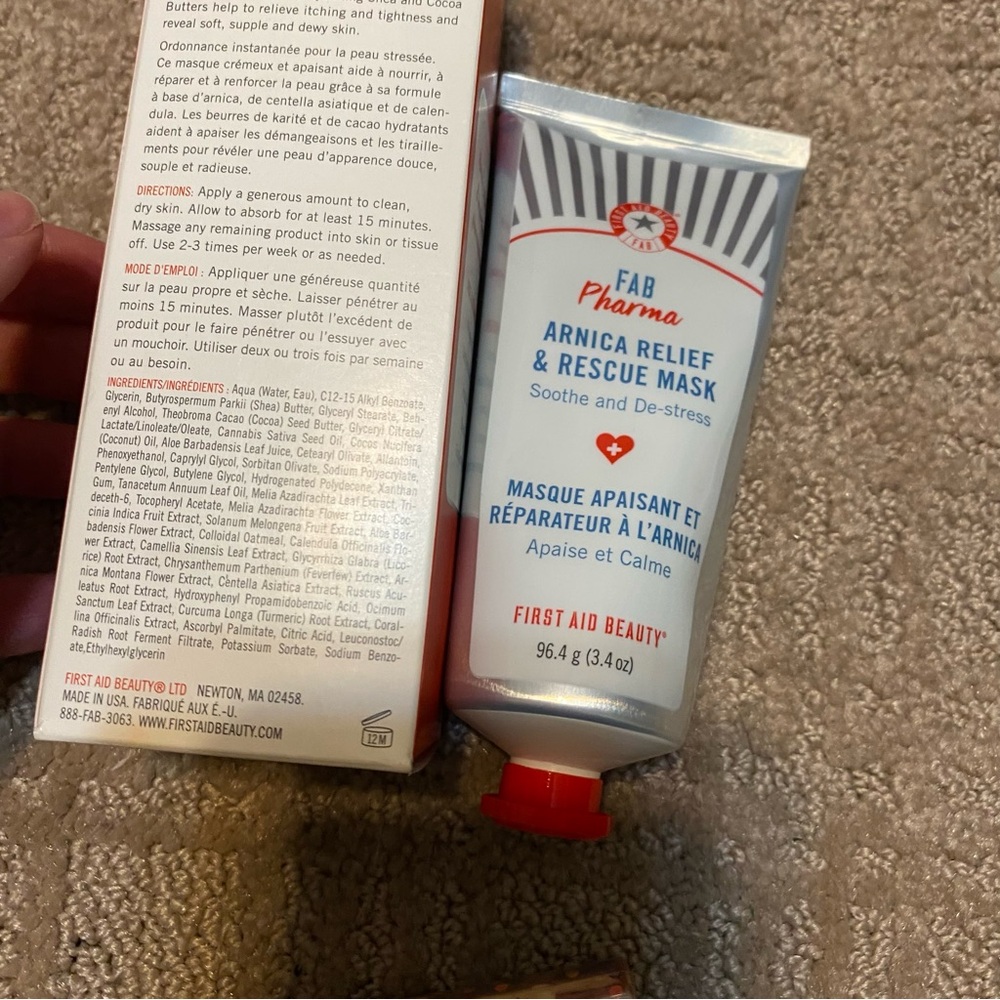 Butters help to relieve itching and tightness and
reveal soft, supple and dewy skin.
Ordonnance instantanée pour la peau stressée.
Ce masque crémeux et apaisant aide à nourrir, à
réparer et à renforcer la peau grâce à sa formule
à base d'arnica, de centella asiatique et de calen-
dula. Les beurres de karité et de cacao hydratants
aident à apaiser les démangeaisons et les tiraille-
ments pour révéler une peau d'apparence douce,
souple et radieuse.
DIRECTIONS: Apply a generous amount to clean,
dry skin. Allow to absorb for at least 15 minutes.
Massage any remaining product into skin or tissue
off. Use 2-3 times per week or as needed.
MODE D'EMPLOI : Appliquer une généreuse quantité
sur la peau propre et sèche. Laisser pénétrer au
moins 15 minutes. Masser plutôt l'excédent de
produit pour le faire pénétrer ou l'essuyer avec
un mouchoir. Utiliser deux ou trois fois par semaine
ou au besoin.
INGREDIENTS/INGRÉDIENTS : Aqua (Water, Eau), C12-15 Alkyl Benzoate,
Glycerin, Butyrospermum Parkii (Shea) Butter, Glyceryl Stearate, Beh-
enyl Alcohol, Theobroma Cacao (Cocoa) Seed Butter, Glyceryl Citrate/
Lactate/Linoleate/Oleate, Cannabis Sativa Seed Oil, Cocos Nucifera
(Coconut) Oil, Aloe Barbadensis Leaf Juice, Cetearyl Olivate, Allantoin,
Phenoxyethanol, Caprylyl Glycol, Sorbitan Olivate, Sodium Polyacrylate,
Pentylene Glycol, Butylene Glycol, Hydrogenated Polydecene, Xanthan
Gum, Tanacetum Annuum Leaf Oil, Melia Azadirachta Leaf Extract, Tri-
deceth-6, Tocopheryl Acetate, Melia Azadirachta Flower Extract, Coc-
cinia Indica Fruit Extract, Solanum Melongena Fruit Extract, Aloe Bar-
badensis Flower Extract, Colloidal Oatmeal, Calendula Officinalis Flo-
wer Extract, Camellia Sinensis Leaf Extract, Glycyrrhiza Glabra (Lico-
rice) Root Extract, Chrysanthemum Parthenium (Feverfew) Extract, Ar-
nica Montana Flower Extract, Centella Asiatica Extract, Ruscus Acu-
leatus Root Extract, Hydroxyphenyl Propamidobenzoic Acid, Ocimum
Sanctum Leaf Extract, Curcuma Longa (Turmeric) Root Extract, Coral-
lina Officinalis Extract, Ascorbyl Palmitate, Citric Acid, Leuconostoc/
Radish Root Ferment Filtrate, Potassium Sorbate, Sodium Benzo-
ate,Ethylhexylglycerin
FIRST AID BEAUTY® LTD NEWTON, MA 02458.
MADE IN USA. FABRIQUÉ AUX É.-U.
888-FAB-3063. WWW.FIRSTAIDBEAUTY.COM
12M
FIRST AID BEAUTY
FAB
FAB
Pharma
ARNICA RELIEF
& RESCUE MASK
Soothe and De-stress
MASQUE APAISANT ET
RÉPARATEUR À L'ARNICA
Apaise et Calme
FIRST AID BEAUTY®
96.4 g (3.4 oz)